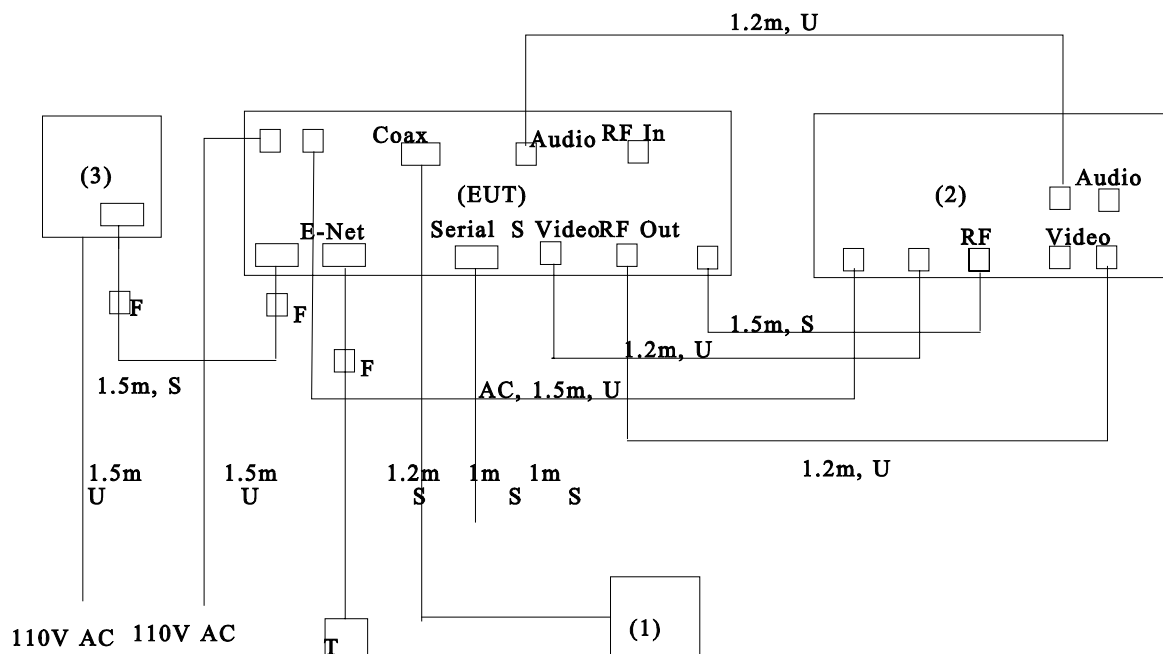 1.2m, U
Coax
Audio
RF In
(3)
(EUT)
(2)
Audio
E-Net
Serial S Video RF Out
RF
Video
F
F
1.5m, S
1.2m, U
F
1.5m, S
AC, 1.5m, U
1.5m
U
1.5m
U
1.2m
S
1m
S
1m
S
1.2m, U
110V AC
110V AC
T
(1)